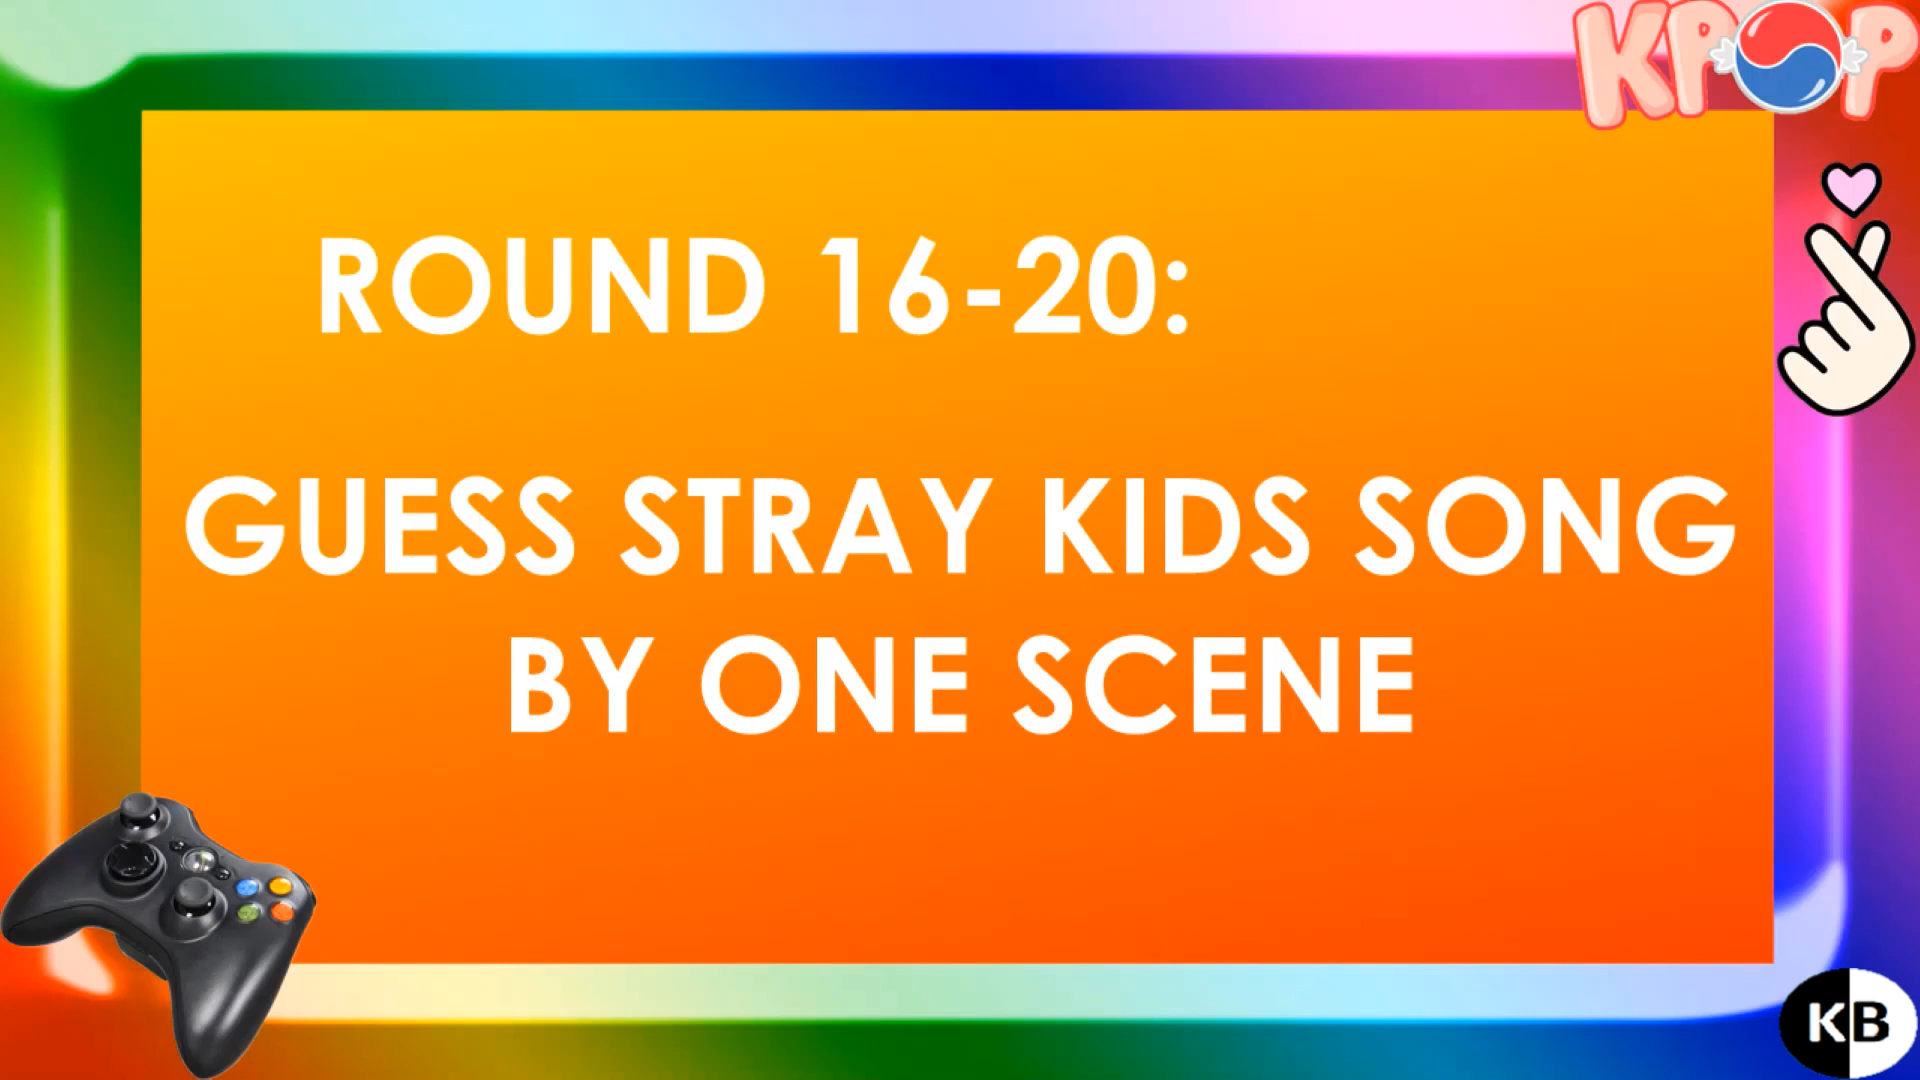 KPOP
ROUND 16-20:
GUESS STRAY KIDS SONG
BY ONE SCENE
KB